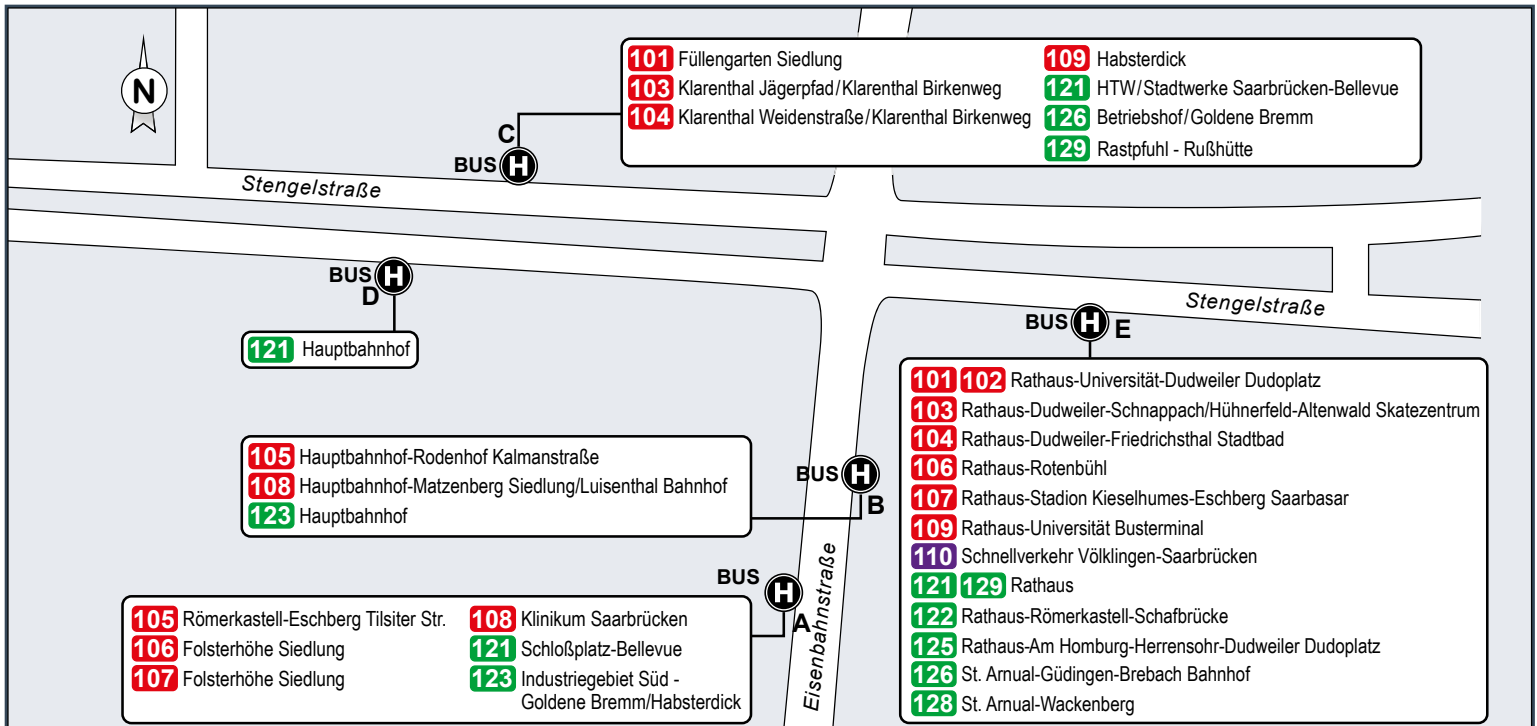 N
101 Füllengarten Siedlung
103 Klarenthal Jägerpfad/Klarenthal Birkenweg
104 Klarenthal Weidenstraße/Klarenthal Birkenweg
109 Habsterdick
121 HTW/Stadtwerke Saarbrücken-Bellevue
126 Betriebshof/Goldene Bremm
129 Rastpfuhl - Rußhütte
C
BUS H
Stengelstraße
BUS H
D
121 Hauptbahnhof
Stengelstraße
BUS H E
101 102 Rathaus-Universität-Dudweiler Dudoplatz
103 Rathaus-Dudweiler-Schnappach/Hühnerfeld-Altenwald Skatezentrum
104 Rathaus-Dudweiler-Friedrichsthal Stadtbad
106 Rathaus-Rotenbühl
107 Rathaus-Stadion Kieselhumes-Eschberg Saarbasar
109 Rathaus-Universität Busterminal
110 Schnellverkehr Völklingen-Saarbrücken
121 129 Rathaus
122 Rathaus-Römerkastell-Schafbrücke
125 Rathaus-Am Homburg-Herrensohr-Dudweiler Dudoplatz
126 St. Arnual-Güdingen-Brebach Bahnhof
128 St. Arnual-Wackenberg
105 Hauptbahnhof-Rodenhof Kalmanstraße
108 Hauptbahnhof-Matzenberg Siedlung/Luisenthal Bahnhof
123 Hauptbahnhof
BUS H
B
Eisenbahnstraße
BUS H
A
105 Römerkastell-Eschberg Tilsiter Str.
106 Folsterhöhe Siedlung
107 Folsterhöhe Siedlung
108 Klinikum Saarbrücken
121 Schloßplatz-Bellevue
123 Industriegebiet Süd -
Goldene Bremm/Habsterdick